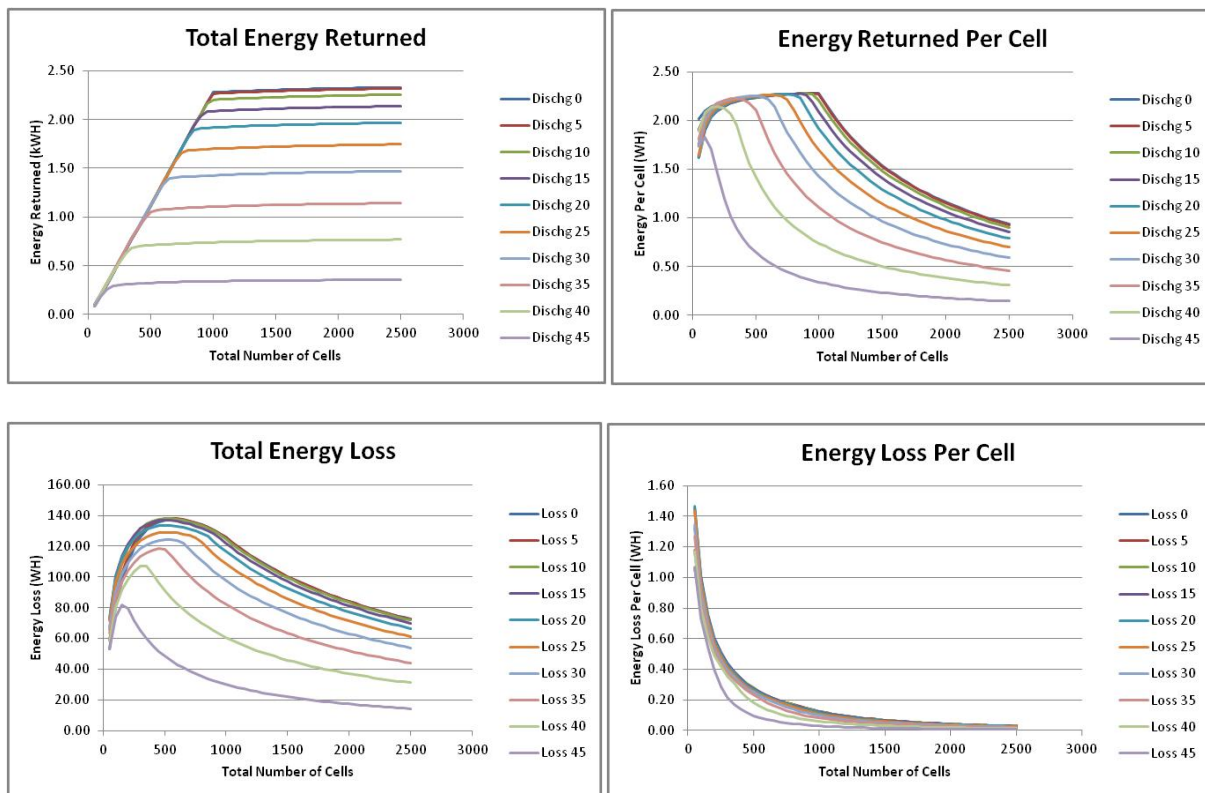 Total Energy Returned
Energy Returned (kWH)
2.50
2.00
1.50
1.00
0.50
0.00
0 500 1000 1500 2000 2500 3000
Total Number of Cells
Dischg 0
Dischg 5
Dischg 10
Dischg 15
Dischg 20
Dischg 25
Dischg 30
Dischg 35
Dischg 40
Dischg 45
Energy Returned Per Cell
Energy Per Cell (WH)
2.50
2.00
1.50
1.00
0.50
0.00
0 500 1000 1500 2000 2500 3000
Total Number of Cells
Dischg 0
Dischg 5
Dischg 10
Dischg 15
Dischg 20
Dischg 25
Dischg 30
Dischg 35
Dischg 40
Dischg 45
Total Energy Loss
Energy Loss (WH)
160.00
140.00
120.00
100.00
80.00
60.00
40.00
20.00
0.00
0 500 1000 1500 2000 2500 3000
Total Number of Cells
Loss 0
Loss 5
Loss 10
Loss 15
Loss 20
Loss 25
Loss 30
Loss 35
Loss 40
Loss 45
Energy Loss Per Cell
Energy Loss Per Cell (WH)
1.60
1.40
1.20
1.00
0.80
0.60
0.40
0.20
0.00
0 500 1000 1500 2000 2500 3000
Total Number of Cells
Loss 0
Loss 5
Loss 10
Loss 15
Loss 20
Loss 25
Loss 30
Loss 35
Loss 40
Loss 45